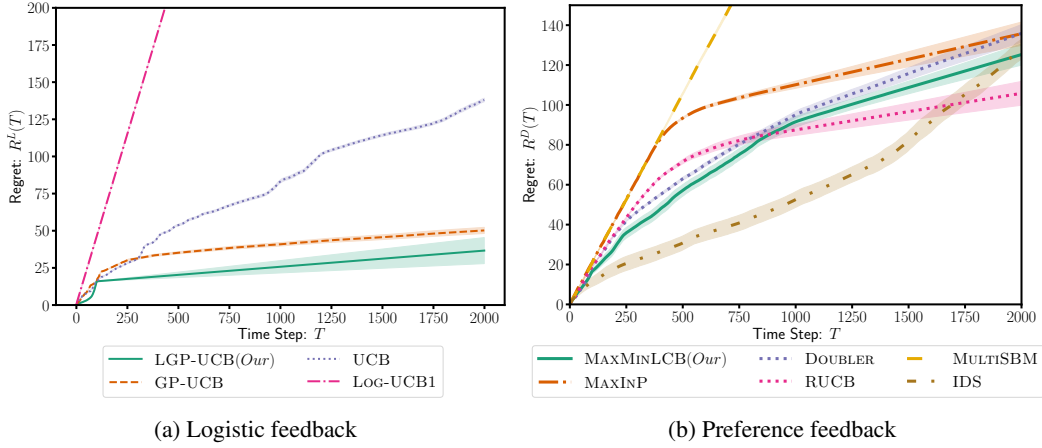 200
175
150
125
100
75
50
25
0
Regret: R^L(T)
0 250 500 750 1000 1250 1500 1750 2000
Time Step: T
LGP-UCB(Our)
GP-UCB
UCB
Log-UCB1
(a) Logistic feedback
140
120
100
80
60
40
20
0
Regret: R^D(T)
0 250 500 750 1000 1250 1500 1750 2000
Time Step: T
MaxMinLCB(Our)
MaxInP
Doubler
RUCB
MultiSBM
IDS
(b) Preference feedback